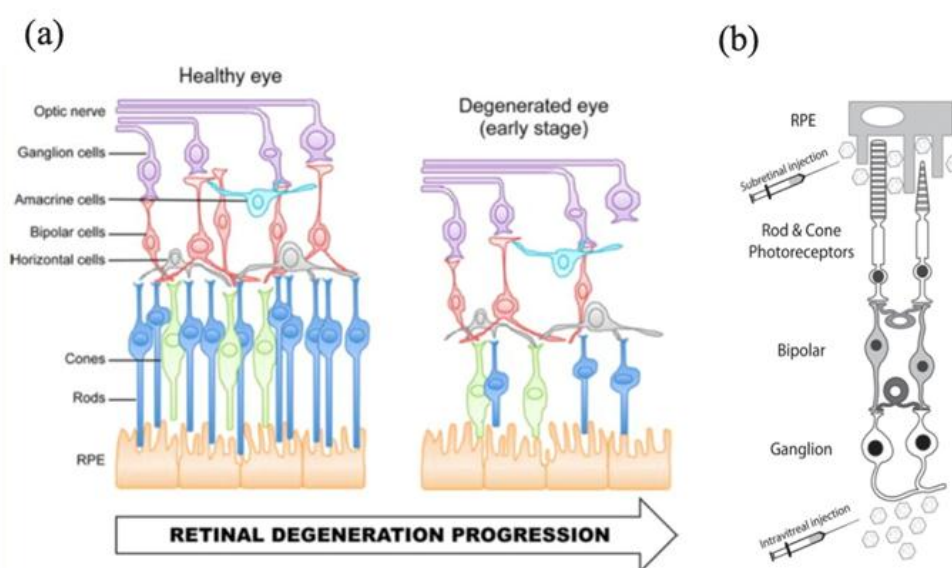 (a)
Healthy eye
Optic nerve
Ganglion cells
Amacrine cells
Bipolar cells
Horizontal cells
Cones
Rods
RPE
Degenerated eye
(early stage)
RETINAL DEGENERATION PROGRESSION
(b)
RPE
Subretinal injection
Rod & Cone
Photoreceptors
Bipolar
Ganglion
Intravitreal injection